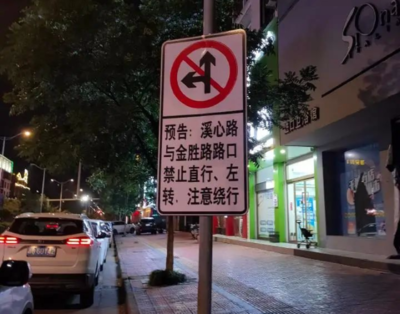 预告：溪心路
与金胜路路口
禁止直行、左
转，注意绕行